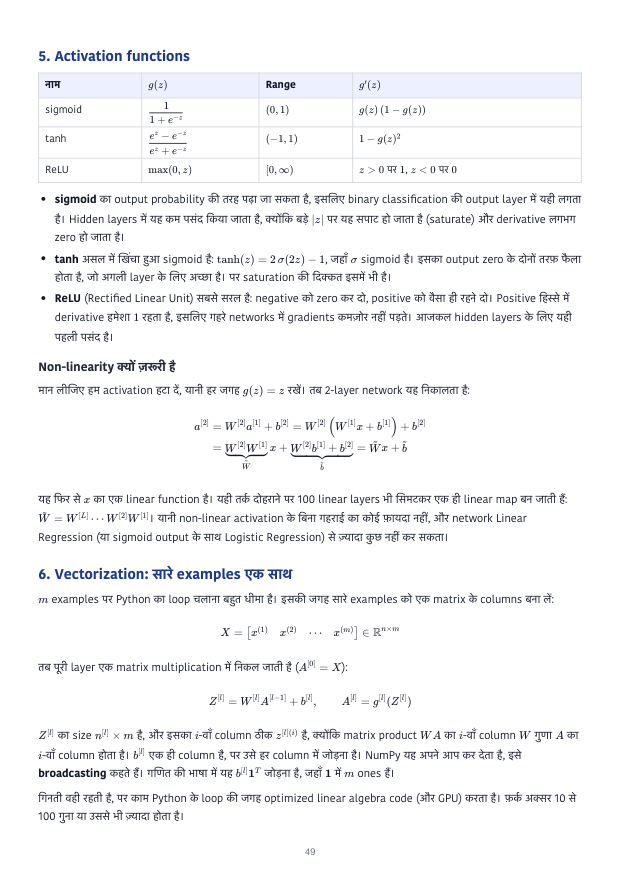 5. Activation functions
नाम g(z) Range g′(z)
sigmoid 1 / (1 + e^{−z}) (0, 1) g(z) (1 − g(z))
tanh (e^z − e^{−z}) / (e^z + e^{−z}) (−1, 1) 1 − g(z)²
ReLU max(0, z) [0, ∞) z > 0 पर 1, z < 0 पर 0
• sigmoid का output probability की तरह पढ़ा जा सकता है, इसलिए binary classification की output layer में यही लगता
है। Hidden layers में यह कम पसंद किया जाता है, क्योंकि बड़े |z| पर यह सपाट हो जाता है (saturate) और derivative लगभग
zero हो जाता है।
• tanh असल में खिंचा हुआ sigmoid है: tanh(z) = 2 σ(2z) − 1, जहाँ σ sigmoid है। इसका output zero के दोनों तरफ़ फैला
होता है, जो अगली layer के लिए अच्छा है। पर saturation की दिक्कत इसमें भी है।
• ReLU (Rectified Linear Unit) सबसे सरल है: negative को zero कर दो, positive को वैसा ही रहने दो। Positive हिस्से में
derivative हमेशा 1 रहता है, इसलिए गहरे networks में gradients कमज़ोर नहीं पड़ते। आजकल hidden layers के लिए यही
पहली पसंद है।
Non-linearity क्यों ज़रूरी है
मान लीजिए हम activation हटा दें, यानी हर जगह g(z) = z रखें। तब 2-layer network यह निकालता है:
a^{[2]} = W^{[2]}a^{[1]} + b^{[2]} = W^{[2]} (W^{[1]}x + b^{[1]}) + b^{[2]}
= W^{[2]}W^{[1]} x + W^{[2]}b^{[1]} + b^{[2]} = W̃x + b̃
W̃ b̃
यह फिर से x का एक linear function है। यही तर्क दोहराने पर 100 linear layers भी सिमटकर एक ही linear map बन जाती हैं:
W̃ = W^{[L]} ⋯ W^{[2]}W^{[1]}। यानी non-linear activation के बिना गहराई का कोई फ़ायदा नहीं, और network Linear
Regression (या sigmoid output के साथ Logistic Regression) से ज़्यादा कुछ नहीं कर सकता।
6. Vectorization: सारे examples एक साथ
m examples पर Python का loop चलाना बहुत धीमा है। इसकी जगह सारे examples को एक matrix के columns बना लें:
X = [x^{(1)} x^{(2)} ⋯ x^{(m)}] ∈ ℝ^{n×m}
तब पूरी layer एक matrix multiplication में निकल जाती है (A^{[0]} = X):
Z^{[l]} = W^{[l]}A^{[l−1]} + b^{[l]}, A^{[l]} = g^{[l]}(Z^{[l]})
Z^{[l]} का size n^{[l]} × m है, और इसका i-वाँ column ठीक z^{[l](i)} है, क्योंकि matrix product WA का i-वाँ column W गुणा A का
i-वाँ column होता है। b^{[l]} एक ही column है, पर उसे हर column में जोड़ना है। NumPy यह अपने आप कर देता है, इसे
broadcasting कहते हैं। गणित की भाषा में यह b^{[l]}𝟏^T जोड़ना है, जहाँ 𝟏 में m ones हैं।
गिनती वही रहती है, पर काम Python के loop की जगह optimized linear algebra code (और GPU) करता है। फ़र्क अक्सर 10 से
100 गुना या उससे भी ज़्यादा होता है।
49